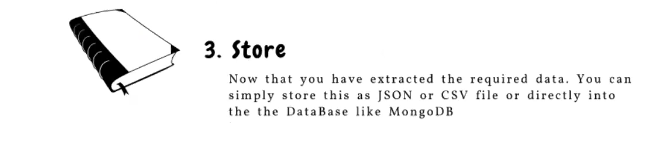 3. Store
Now that you have extracted the required data. You can
simply store this as JSON or CSV file or directly into
the the DataBase like MongoDB